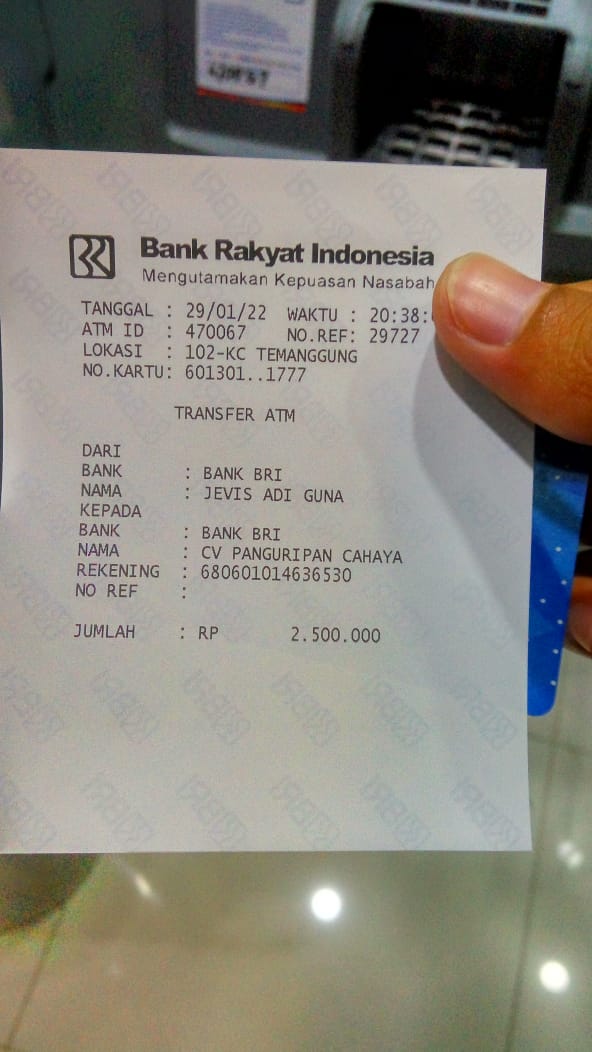 Bank Rakyat Indonesia
Mengutamakan Kepuasan Nasabah
TANGGAL : 29/01/22 WAKTU : 20:38:
ATM ID : 470067 NO.REF: 29727
LOKASI : 102-KC TEMANGGUNG
NO.KARTU: 601301..1777
TRANSFER ATM
DARI
BANK : BANK BRI
NAMA : JEVIS ADI GUNA
KEPADA
BANK : BANK BRI
NAMA : CV PANGURIPAN CAHAYA
REKENING : 680601014636530
NO REF :
JUMLAH : RP 2.500.000